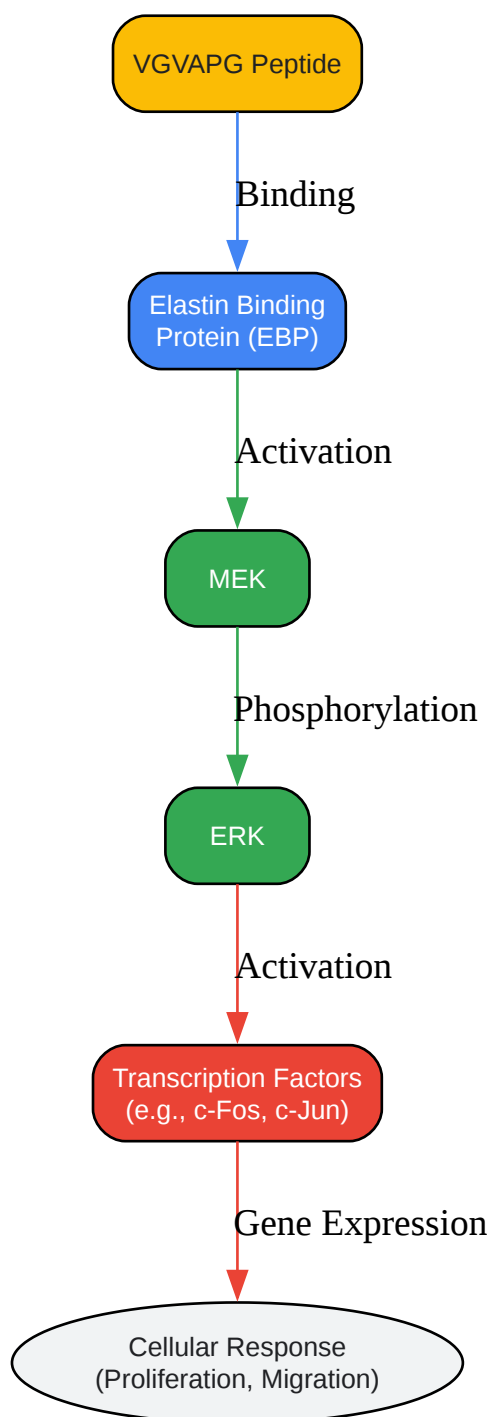 VGVAPG Peptide
Binding
Elastin Binding
Protein (EBP)
Activation
MEK
Phosphorylation
ERK
Activation
Transcription Factors
(e.g., c-Fos, c-Jun)
Gene Expression
Cellular Response
(Proliferation, Migration)